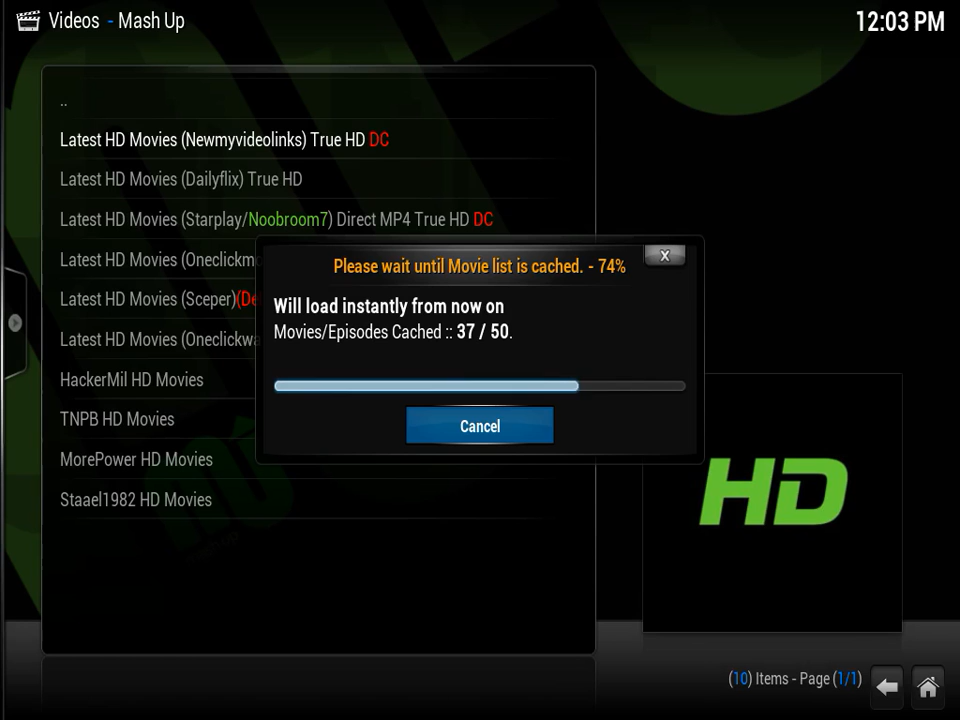 Videos - Mash Up
12:03 PM
..
Latest HD Movies (Newmyvideolinks) True HD DC
Latest HD Movies (Dailyflix) True HD
Latest HD Movies (Starplay/Noobroom7) Direct MP4 True HD DC
Latest HD Movies
Latest HD Movies (Sceper)
Latest HD Movies
HackerMil HD Movies
TNPB HD Movies
MorePower HD Movies
Staael1982 HD Movies
Please wait until Movie list is cached. - 74%
X
Will load instantly from now on
Movies/Episodes Cached :: 37 / 50.
Cancel
HD
(10) Items - Page (1/1)